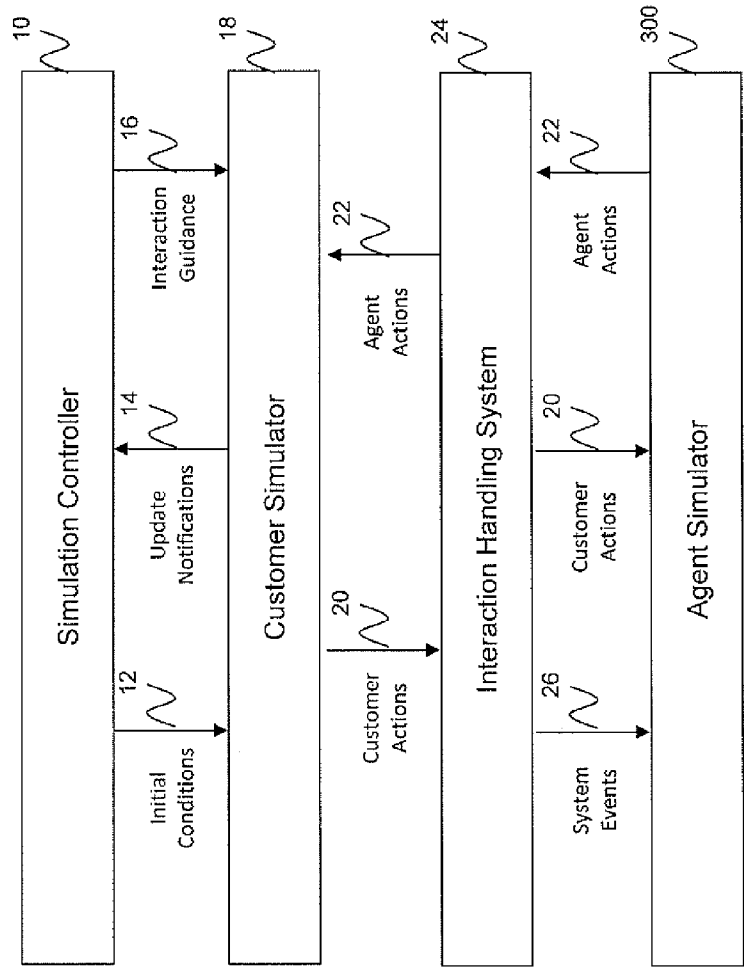 10
Simulation Controller
12
Initial
Conditions
14
Update
Notifications
16
Interaction
Guidance
18
Customer Simulator
20
Customer
Actions
22
Agent
Actions
24
Interaction Handling System
26
System
Events
20
Customer
Actions
22
Agent
Actions
300
Agent Simulator